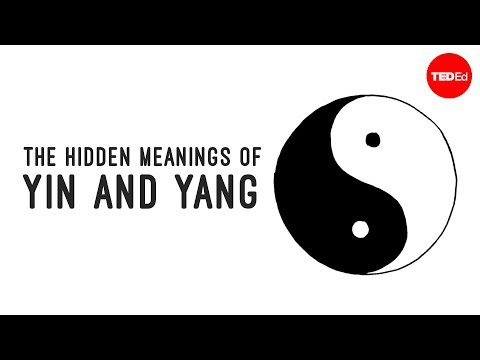 THE HIDDEN MEANINGS OF
YIN AND YANG
TEDEd